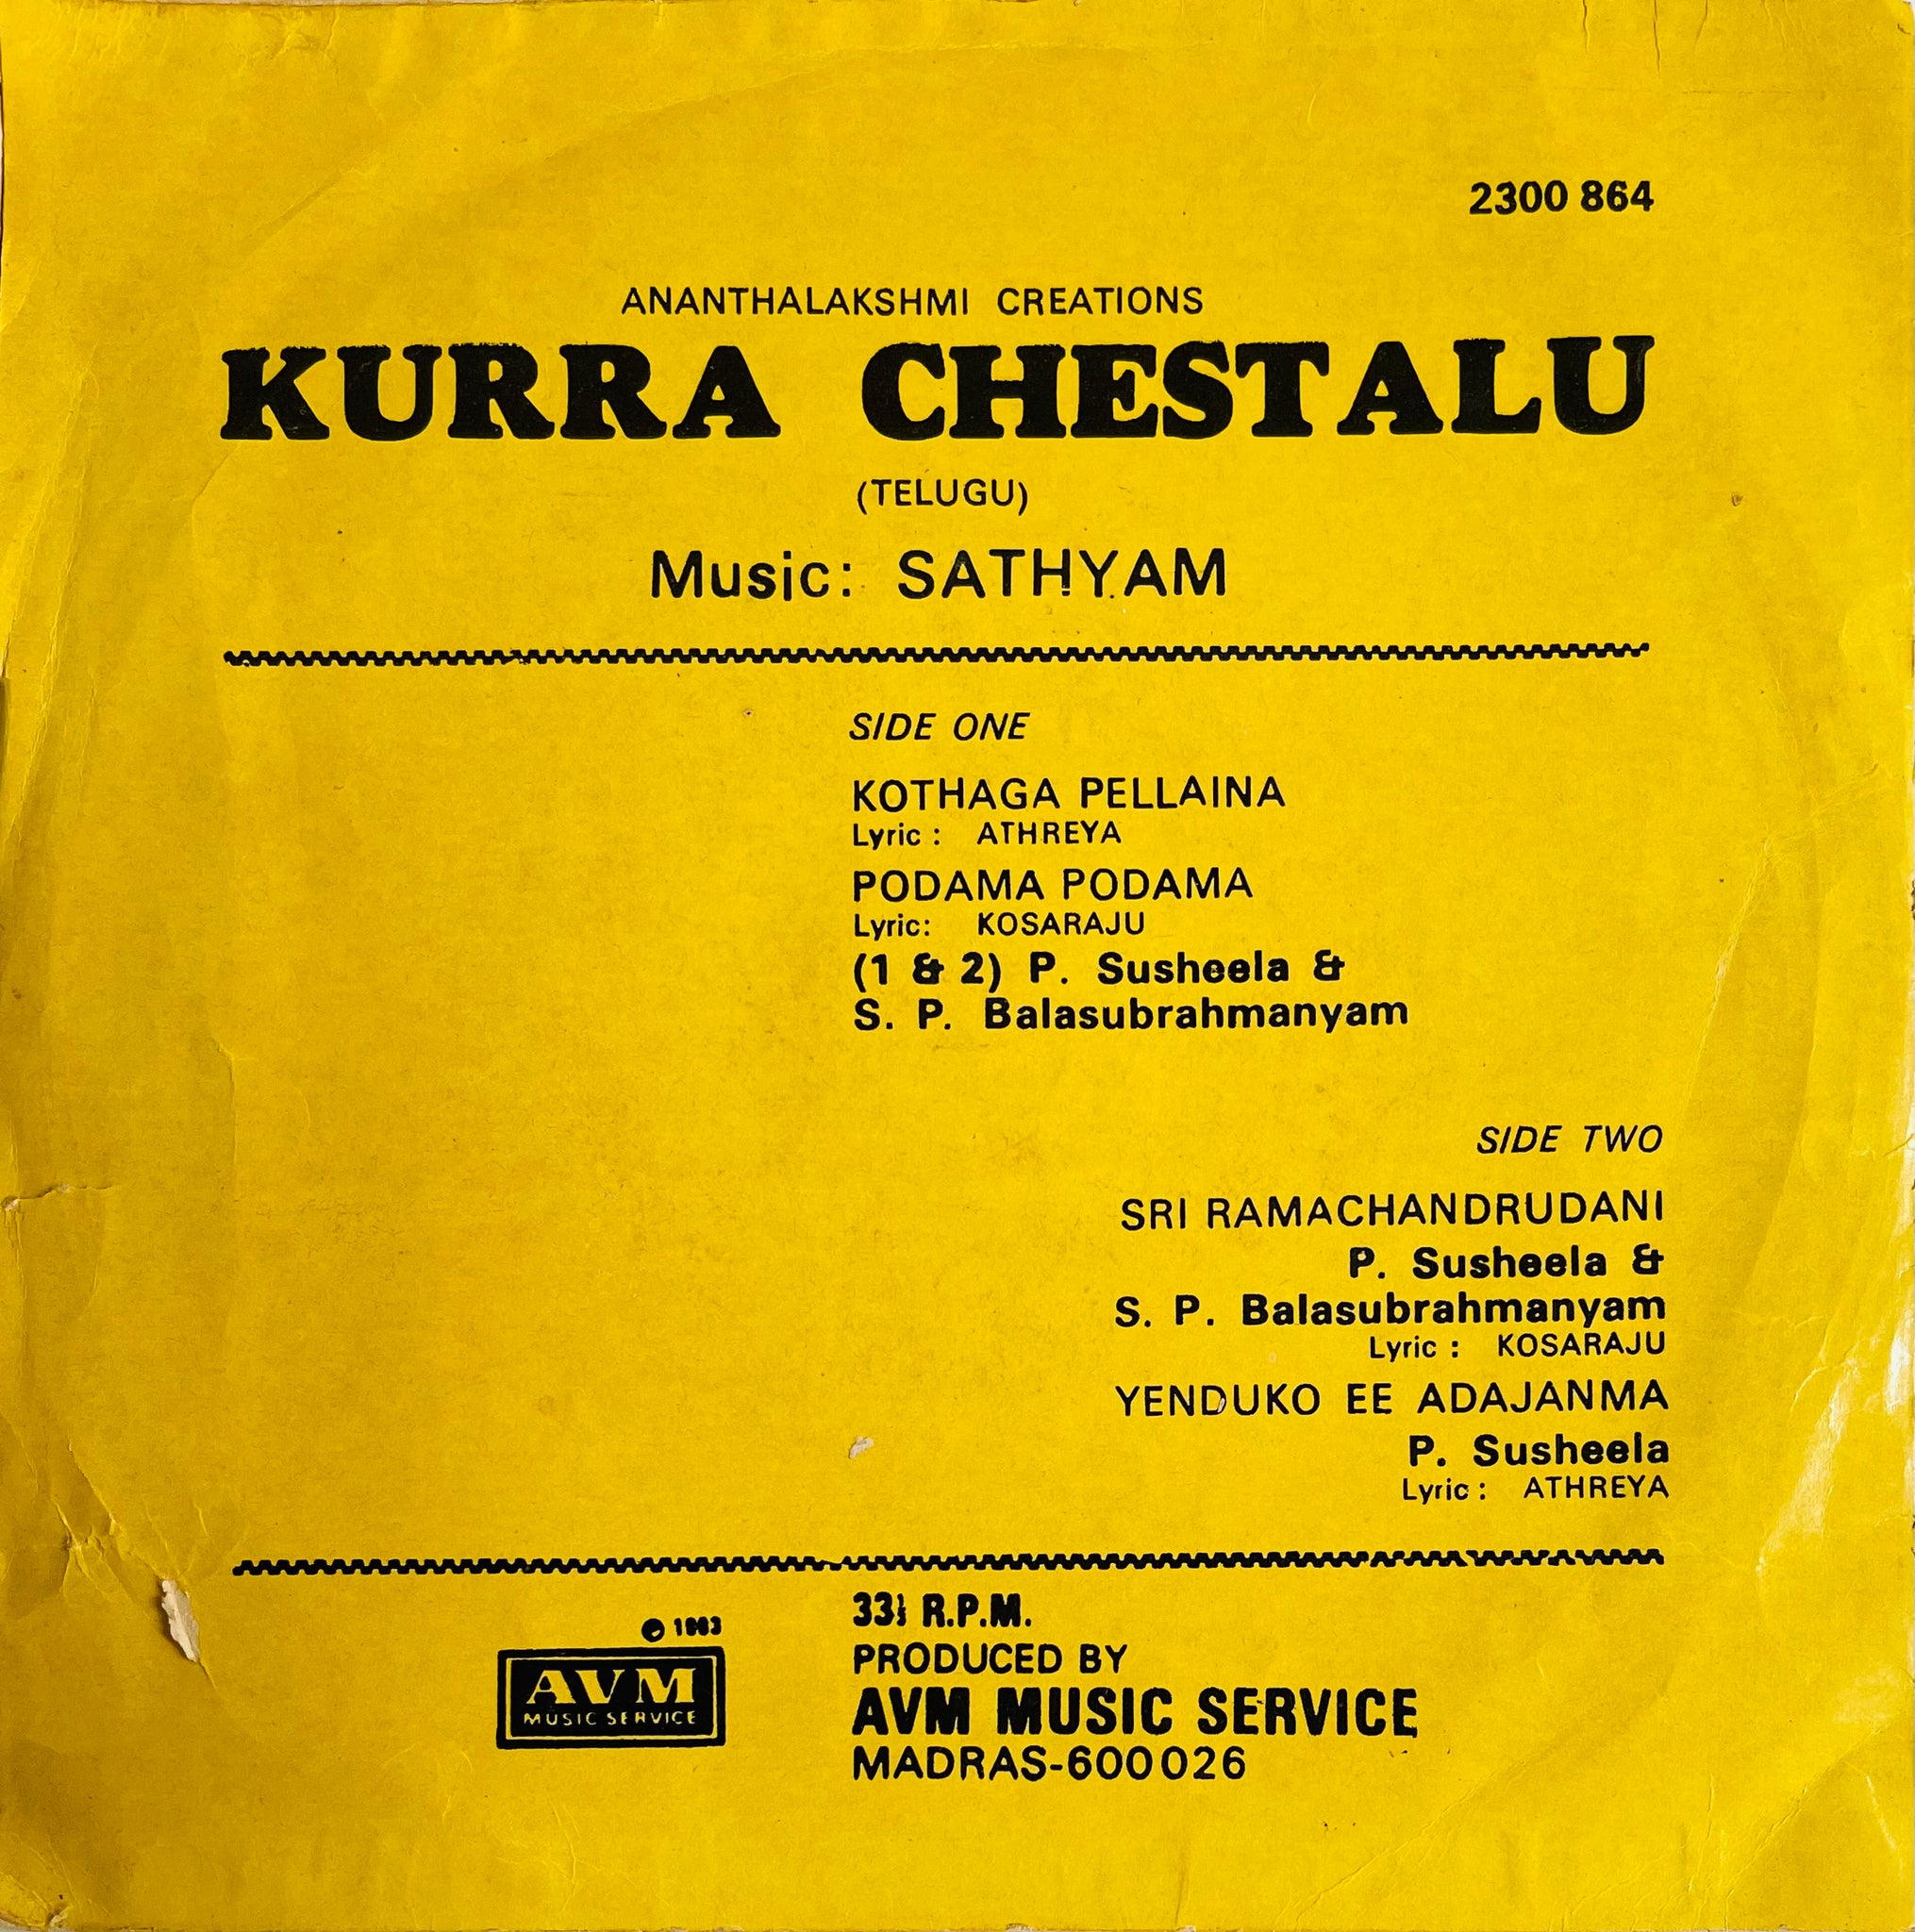 2300 864
ANANTHALAKSHMI CREATIONS
KURRA CHESTALU
(TELUGU)
Music: SATHYAM
SIDE ONE
KOTHAGA PELLAINA
Lyric : ATHREYA
PODAMA PODAMA
Lyric: KOSARAJU
(1 & 2) P. Susheela &
S. P. Balasubrahmanyam
SIDE TWO
SRI RAMACHANDRUDANI
P. Susheela &
S. P. Balasubrahmanyam
Lyric : KOSARAJU
YENDUKO EE ADAJANMA
P. Susheela
Lyric : ATHREYA
℗ 1983
AVM
MUSIC SERVICE
33⅓ R.P.M.
PRODUCED BY
AVM MUSIC SERVICE
MADRAS-600026